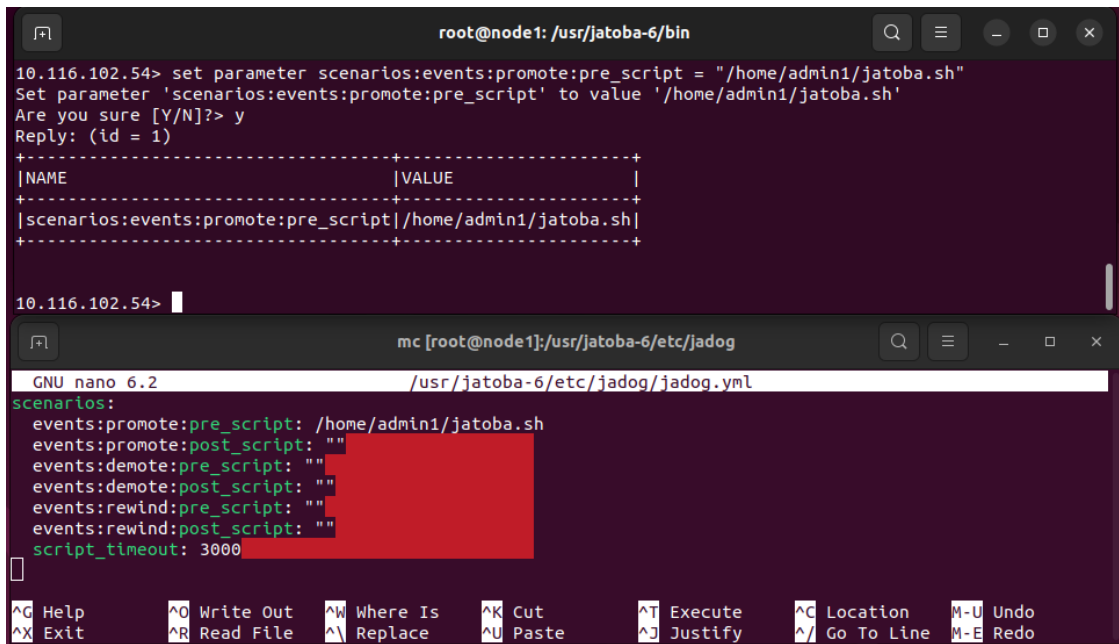 root@node1: /usr/jatoba-6/bin
10.116.102.54> set parameter scenarios:events:promote:pre_script = "/home/admin1/jatoba.sh"
Set parameter 'scenarios:events:promote:pre_script' to value '/home/admin1/jatoba.sh'
Are you sure [Y/N]?> y
Reply: (id = 1)
+-----------------------------------+----------------------+
|NAME                               |VALUE                 |
+-----------------------------------+----------------------+
|scenarios:events:promote:pre_script|/home/admin1/jatoba.sh|
+-----------------------------------+----------------------+
10.116.102.54>
mc [root@node1]:/usr/jatoba-6/etc/jadog
GNU nano 6.2 /usr/jatoba-6/etc/jadog/jadog.yml
scenarios:
  events:promote:pre_script: /home/admin1/jatoba.sh
  events:promote:post_script: ""
  events:demote:pre_script: ""
  events:demote:post_script: ""
  events:rewind:pre_script: ""
  events:rewind:post_script: ""
  script_timeout: 3000
^G Help ^O Write Out ^W Where Is ^K Cut ^T Execute ^C Location M-U Undo
^X Exit ^R Read File ^\ Replace ^U Paste ^J Justify ^/ Go To Line M-E Redo